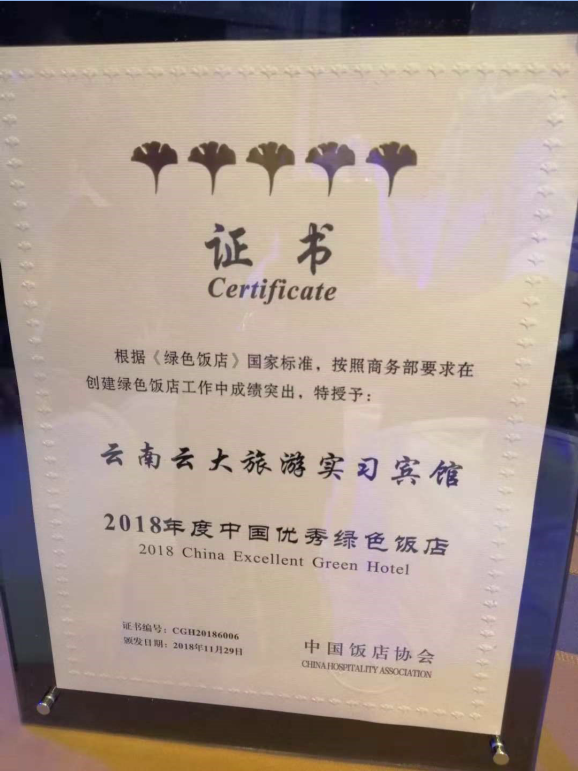 证书
Certificate
根据《绿色饭店》国家标准，按照商务部要求在
创建绿色饭店工作中成绩突出，特授予：
云南云大旅游实习宾馆
2018年度中国优秀绿色饭店
2018 China Excellent Green Hotel
证书编号：CGH20186006
颁发日期：2018年11月29日
中国饭店协会
CHINA HOSPITALITY ASSOCIATION